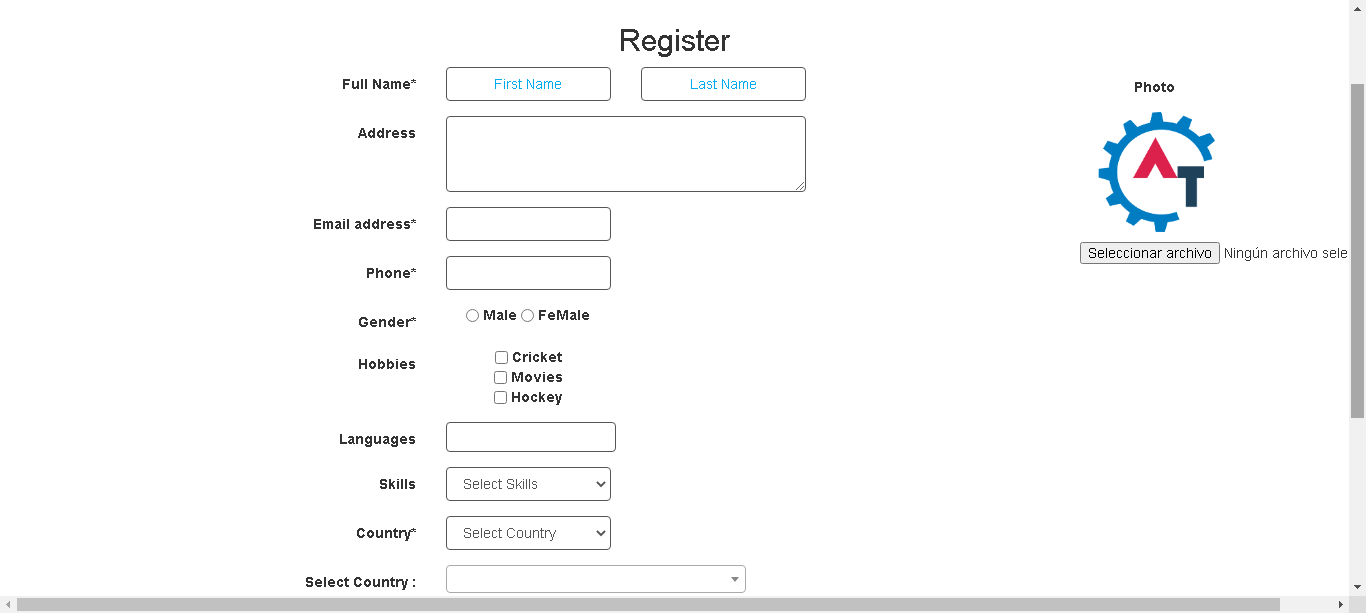 Register
Full Name*
First Name
Last Name
Photo
Address
AT
Email address*
Seleccionar archivo Ningún archivo sele
Phone*
Gender*
Male FeMale
Hobbies
Cricket
Movies
Hockey
Languages
Skills
Select Skills
Country*
Select Country
Select Country :